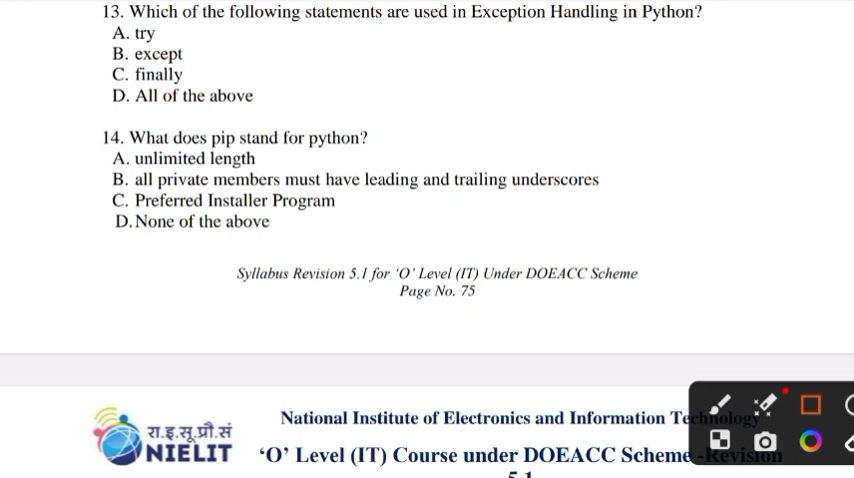 13. Which of the following statements are used in Exception Handling in Python?
A. try
B. except
C. finally
D. All of the above
14. What does pip stand for python?
A. unlimited length
B. all private members must have leading and trailing underscores
C. Preferred Installer Program
D. None of the above
Syllabus Revision 5.1 for ‘O’ Level (IT) Under DOEACC Scheme
Page No. 75
रा.इ.सू.प्रौ.सं
NIELIT
National Institute of Electronics and Information Technology
‘O’ Level (IT) Course under DOEACC Scheme -Revision
5.1